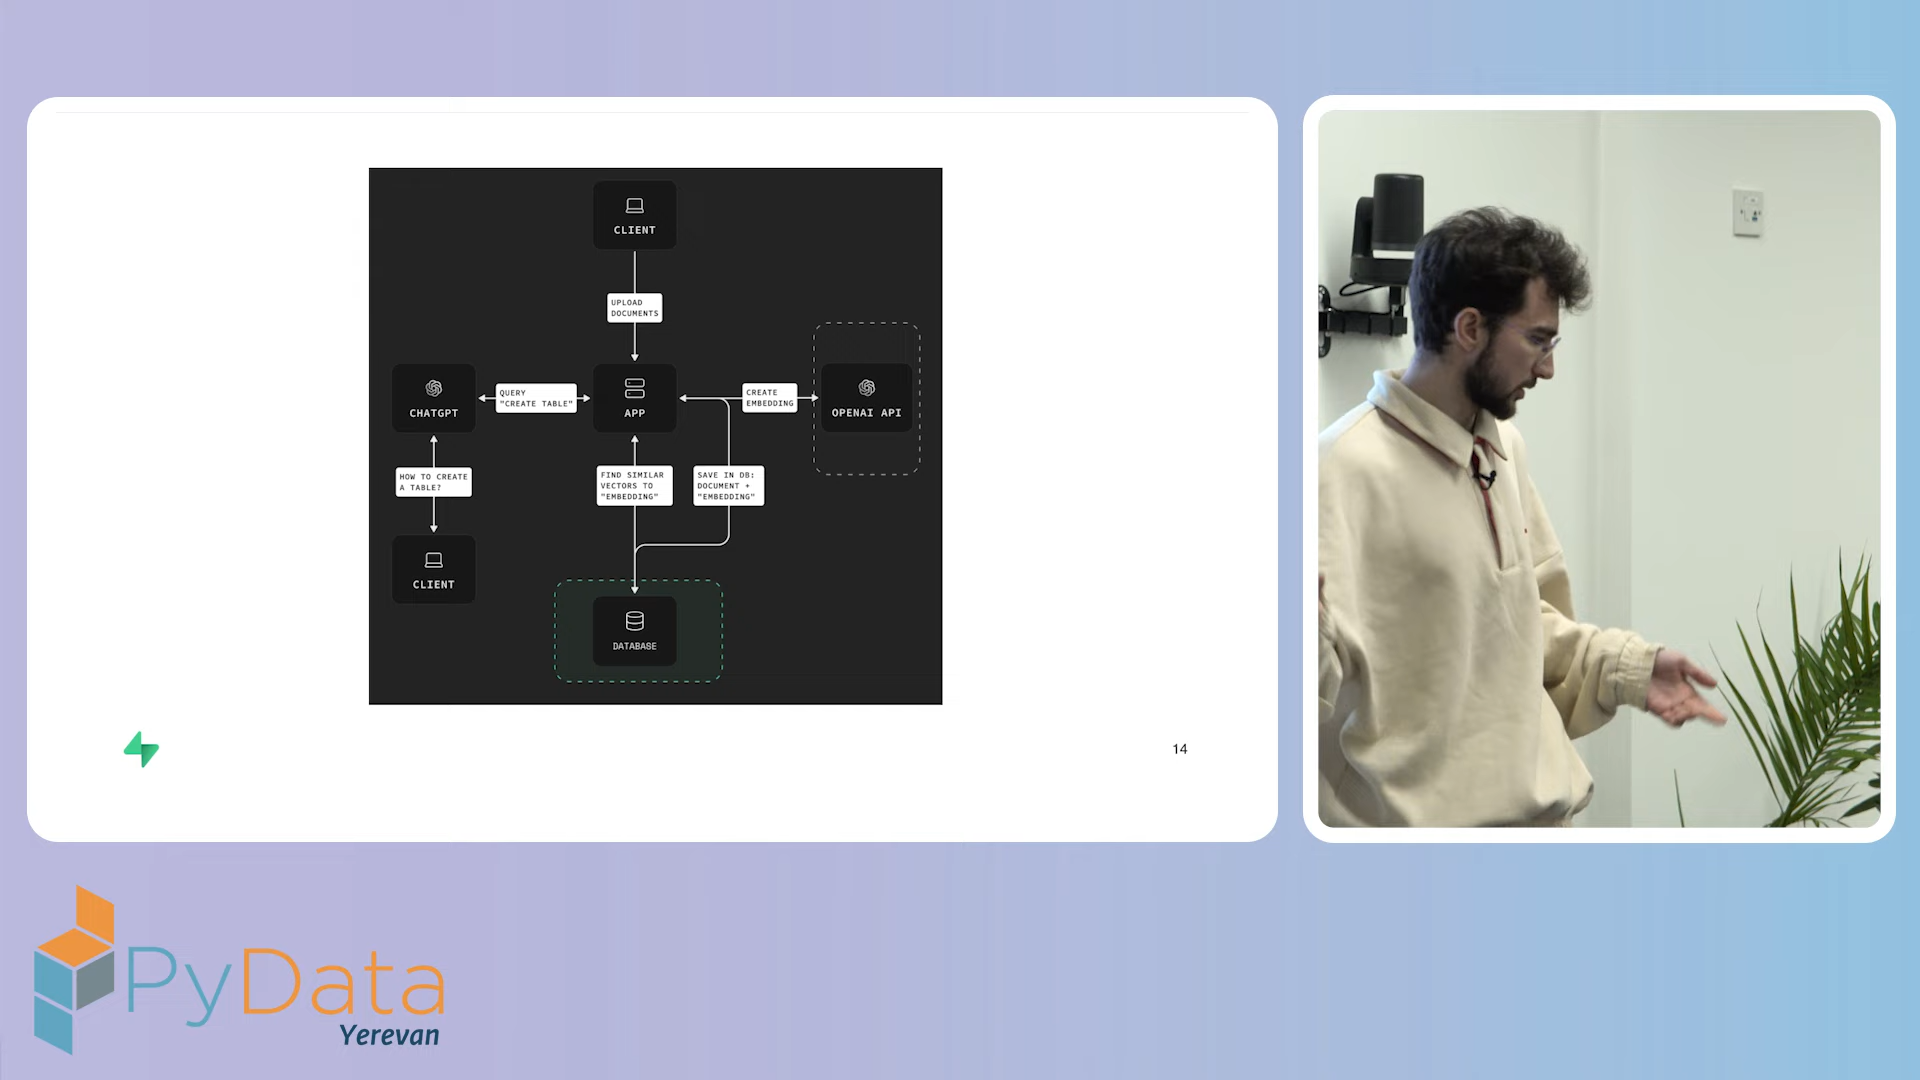 CLIENT
UPLOAD
DOCUMENTS
CHATGPT
QUERY
"CREATE TABLE"
APP
CREATE
EMBEDDING
OPENAI API
HOW TO CREATE
A TABLE?
FIND SIMILAR
VECTORS TO
"EMBEDDING"
SAVE IN DB:
DOCUMENT +
"EMBEDDING"
CLIENT
DATABASE
14
PyData
Yerevan